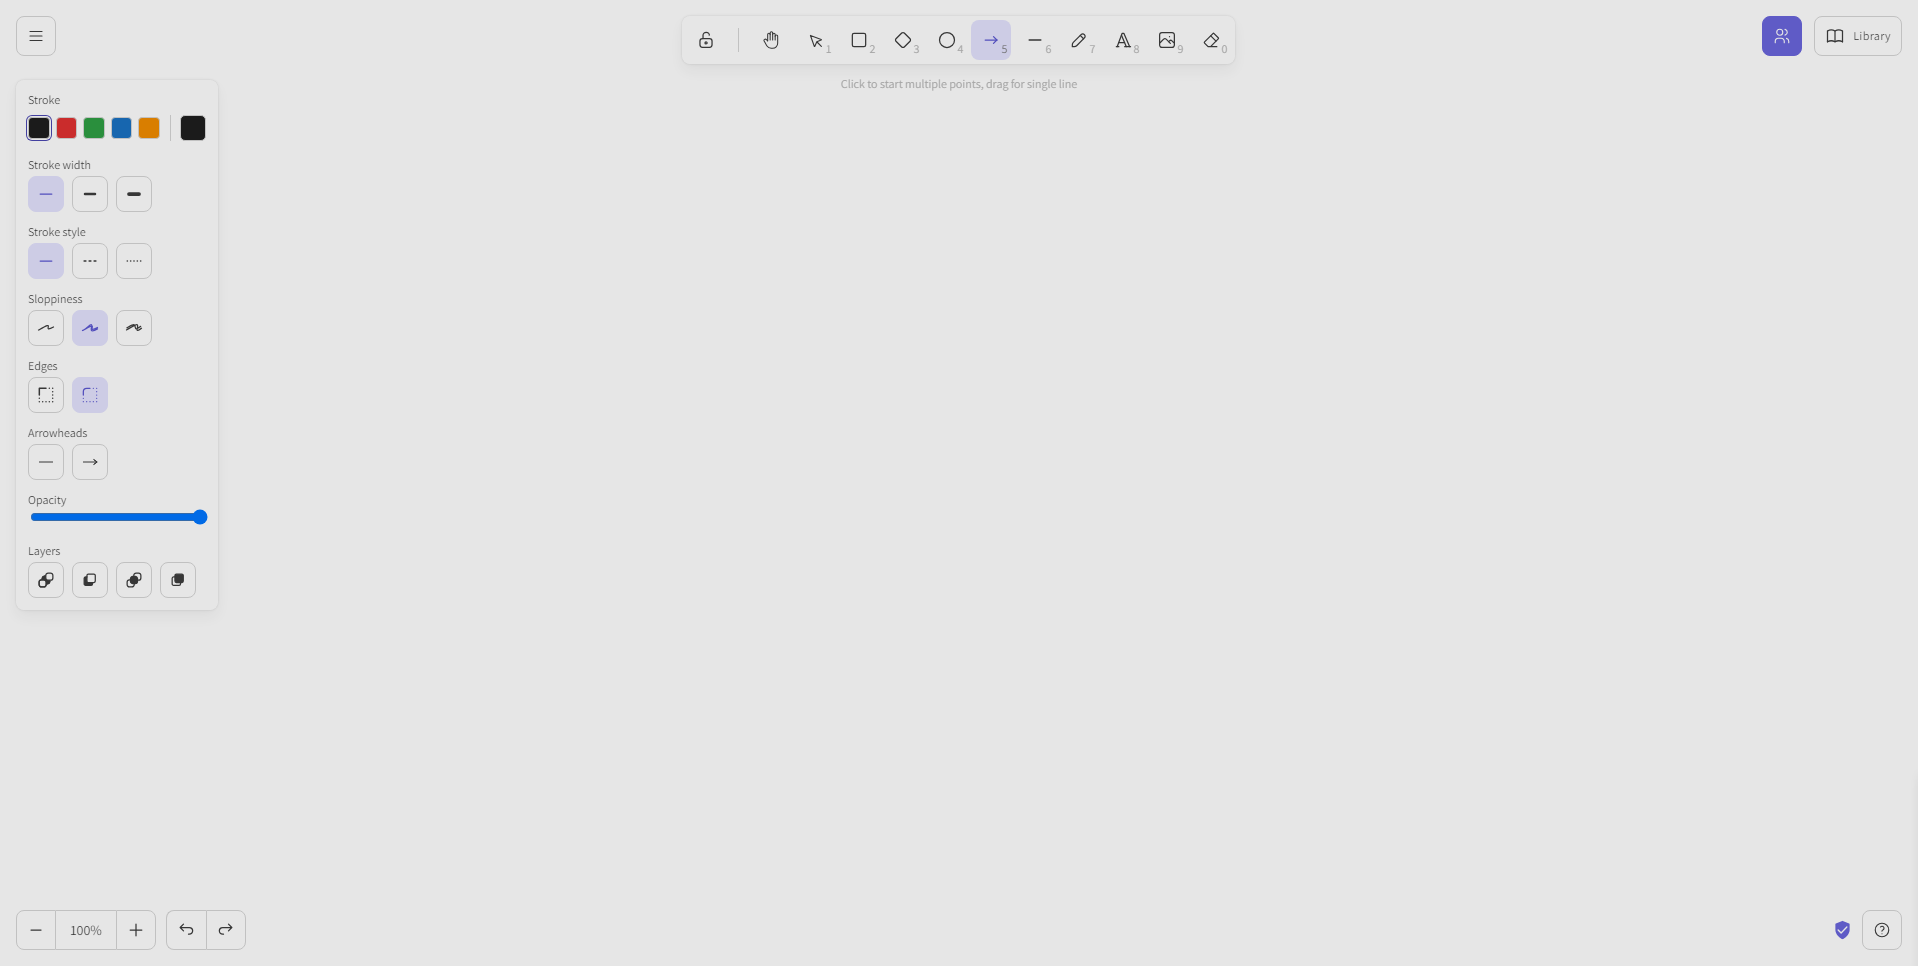 1
2
3
4
5
6
7
8
9
0
Library
Click to start multiple points, drag for single line
Stroke
Stroke width
Stroke style
Sloppiness
Edges
Arrowheads
Opacity
Layers
100%